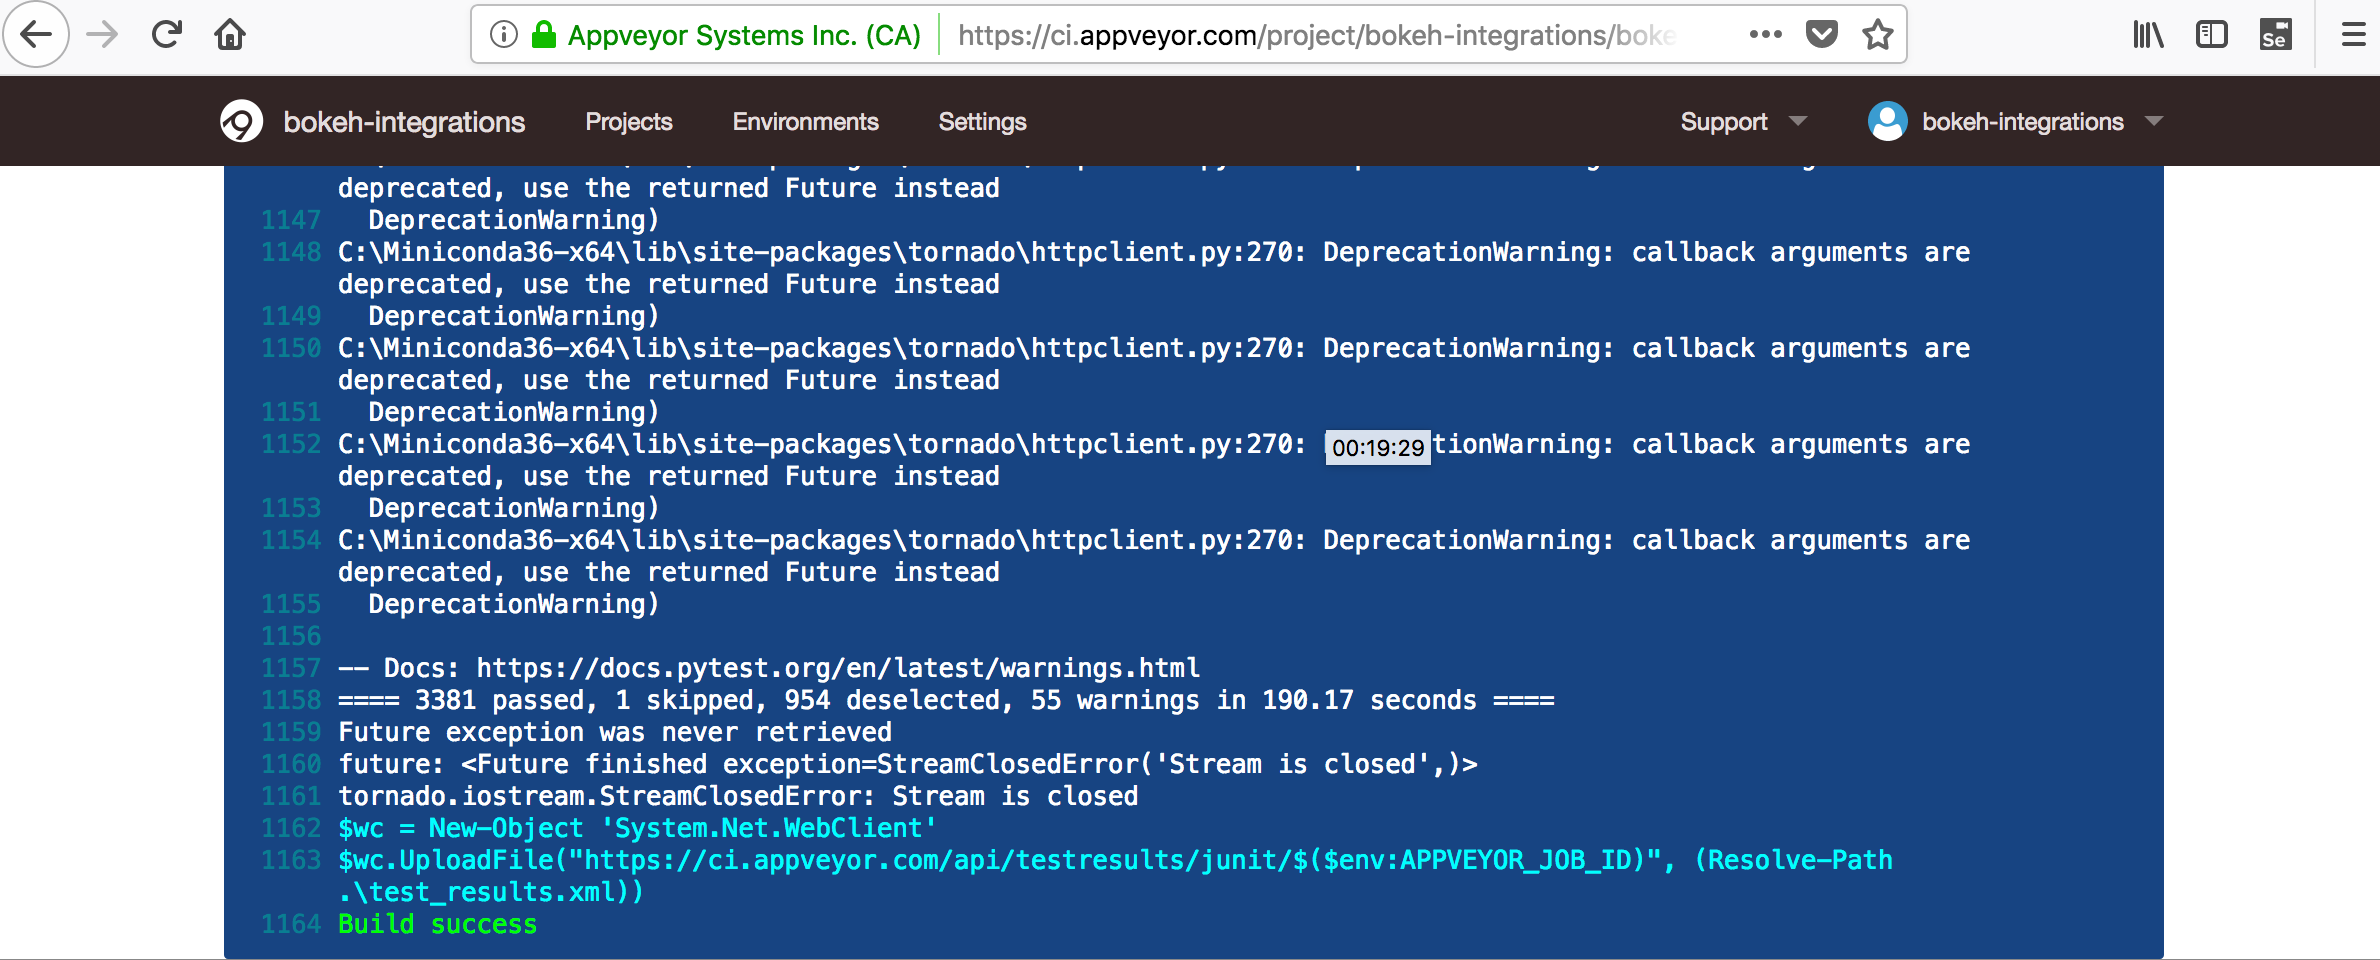 Appveyor Systems Inc. (CA) https://ci.appveyor.com/project/bokeh-integrations/boke
Se
bokeh-integrations Projects Environments Settings Support bokeh-integrations
deprecated, use the returned Future instead
1147 DeprecationWarning)
1148 C:\Miniconda36-x64\lib\site-packages\tornado\httpclient.py:270: DeprecationWarning: callback arguments are
deprecated, use the returned Future instead
1149 DeprecationWarning)
1150 C:\Miniconda36-x64\lib\site-packages\tornado\httpclient.py:270: DeprecationWarning: callback arguments are
deprecated, use the returned Future instead
1151 DeprecationWarning)
1152 C:\Miniconda36-x64\lib\site-packages\tornado\httpclient.py:270: 00:19:29 tionWarning: callback arguments are
deprecated, use the returned Future instead
1153 DeprecationWarning)
1154 C:\Miniconda36-x64\lib\site-packages\tornado\httpclient.py:270: DeprecationWarning: callback arguments are
deprecated, use the returned Future instead
1155 DeprecationWarning)
1156
1157 -- Docs: https://docs.pytest.org/en/latest/warnings.html
1158 ==== 3381 passed, 1 skipped, 954 deselected, 55 warnings in 190.17 seconds ====
1159 Future exception was never retrieved
1160 future: <Future finished exception=StreamClosedError('Stream is closed',)>
1161 tornado.iostream.StreamClosedError: Stream is closed
1162 $wc = New-Object 'System.Net.WebClient'
1163 $wc.UploadFile("https://ci.appveyor.com/api/testresults/junit/$($env:APPVEYOR_JOB_ID)", (Resolve-Path
.\test_results.xml))
1164 Build success